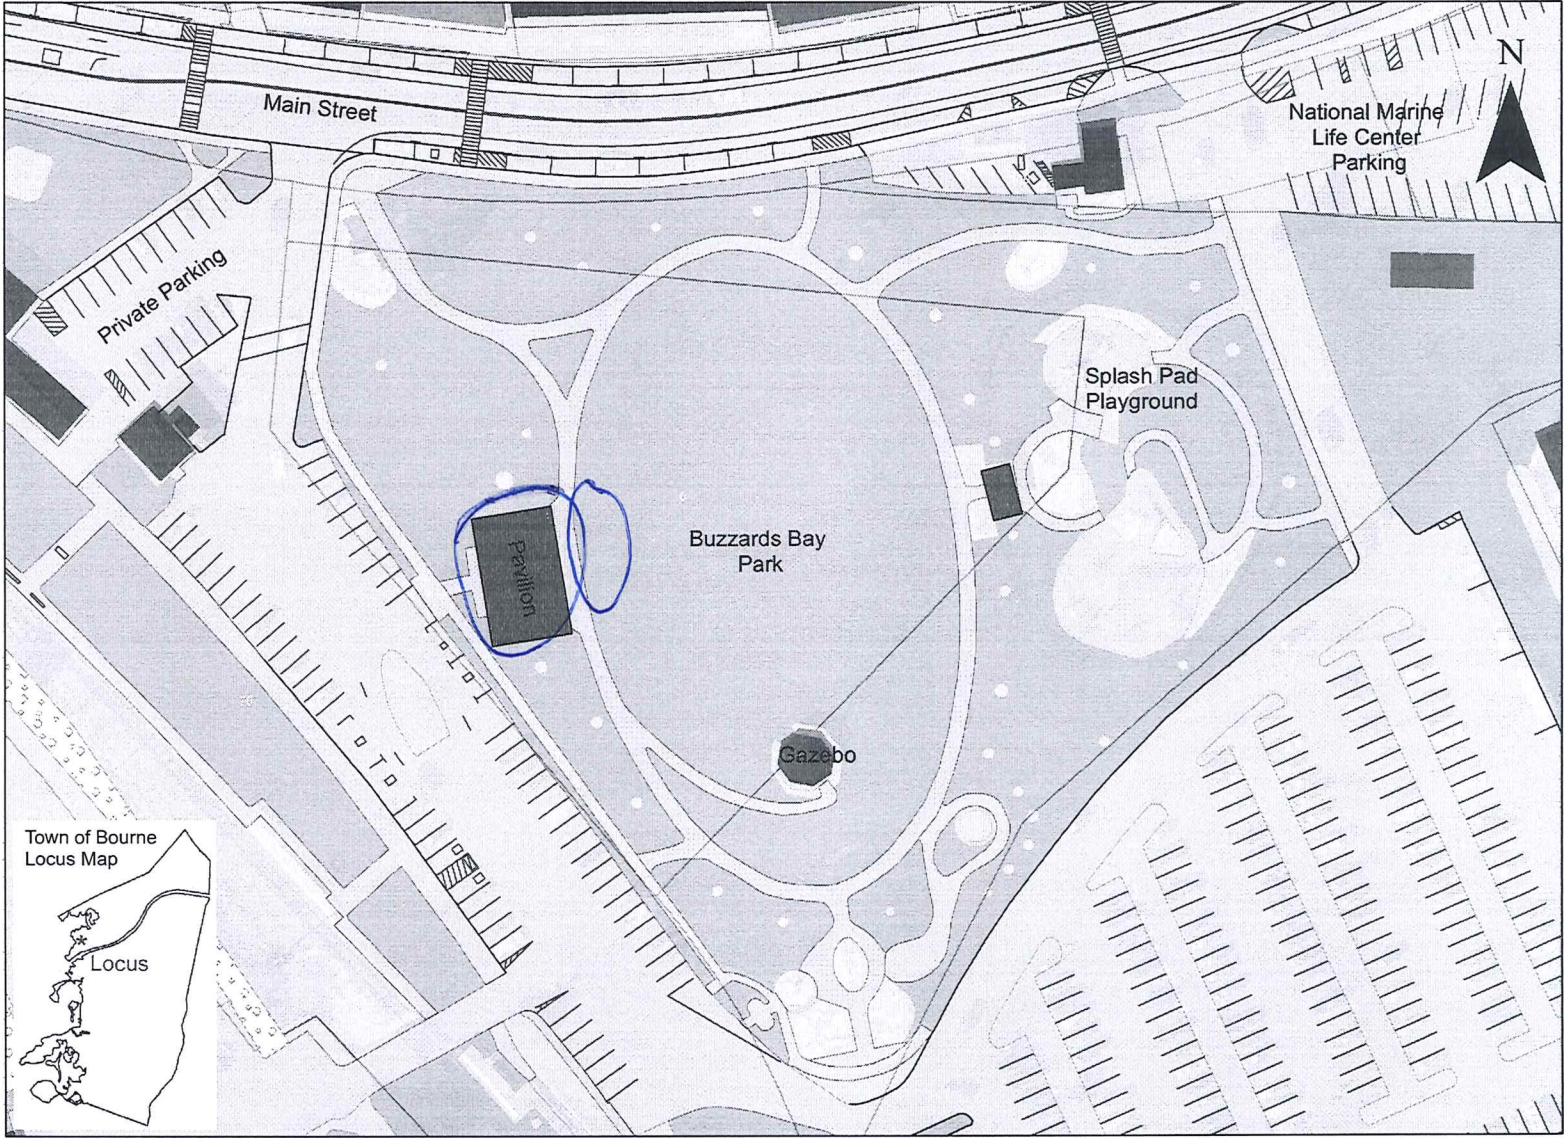 Main Street
N
National Marine
Life Center
Parking
Private Parking
Splash Pad
Playground
Pavilion
Buzzards Bay
Park
Gazebo
Town of Bourne
Locus Map
*
Locus